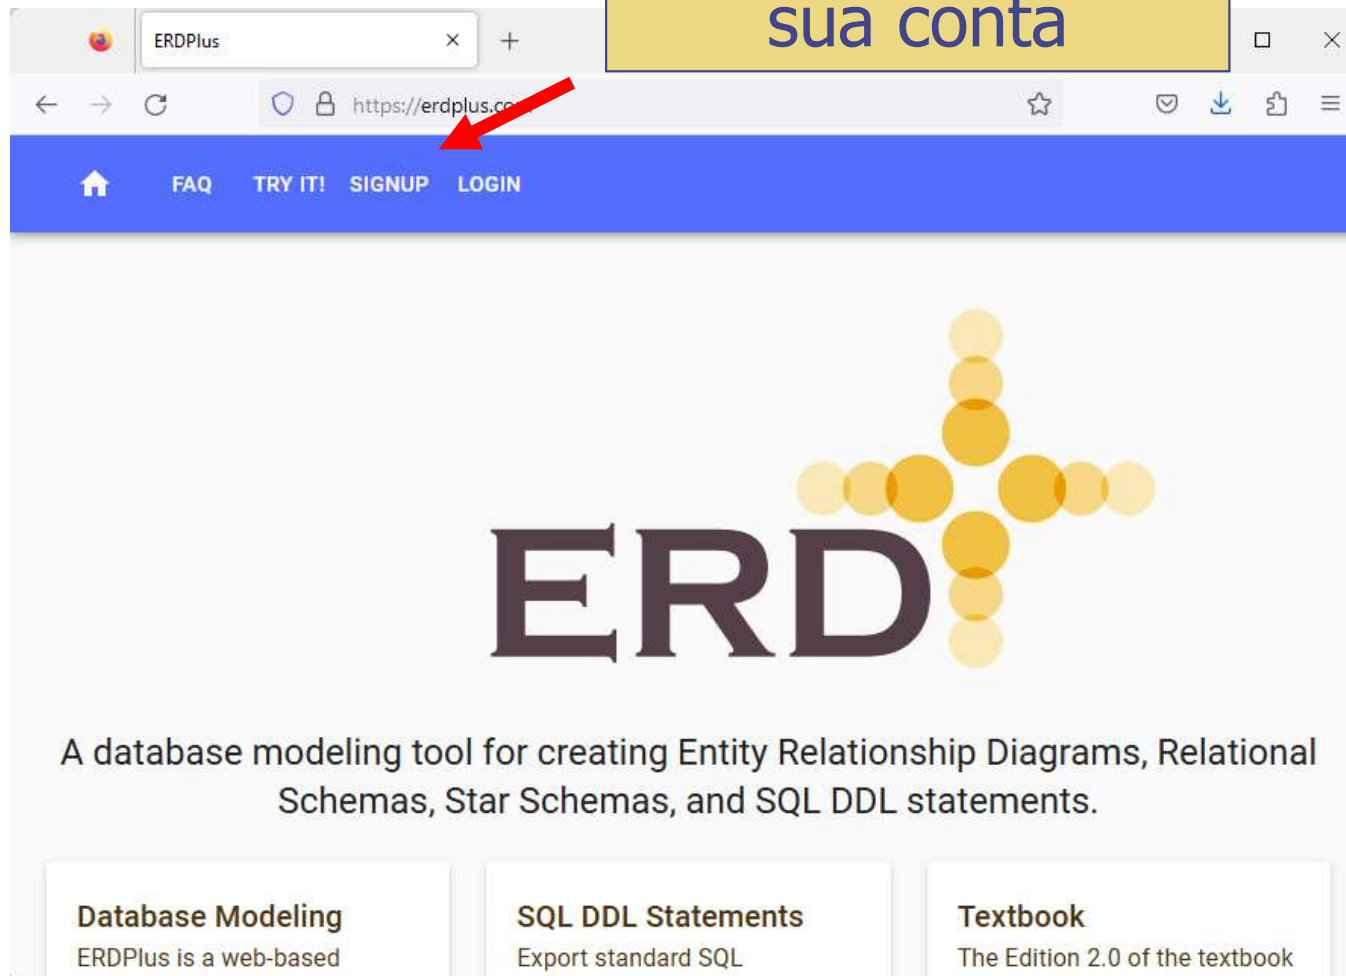 sua conta
ERDPlus
https://erdplus.co
FAQ TRY IT! SIGNUP LOGIN
ERD
A database modeling tool for creating Entity Relationship Diagrams, Relational
Schemas, Star Schemas, and SQL DDL statements.
Database Modeling
ERDPlus is a web-based
SQL DDL Statements
Export standard SQL
Textbook
The Edition 2.0 of the textbook